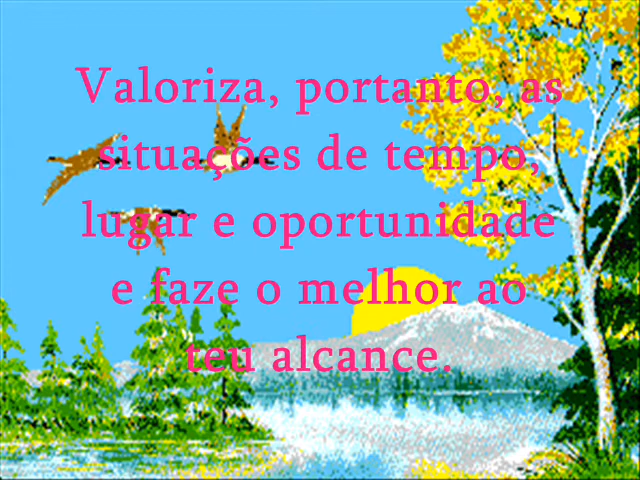 Valoriza, portanto, as
situações de tempo,
lugar e oportunidade
e faze o melhor ao
teu alcance.